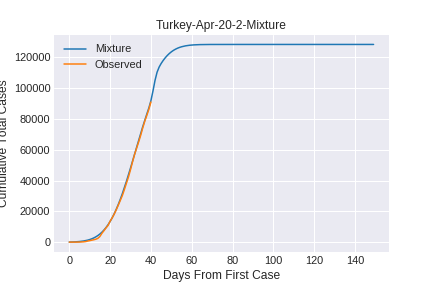 Turkey-Apr-20-2-Mixture
Mixture
Observed
Cumulative Total Cases
120000
100000
80000
60000
40000
20000
0
0 20 40 60 80 100 120 140
Days From First Case